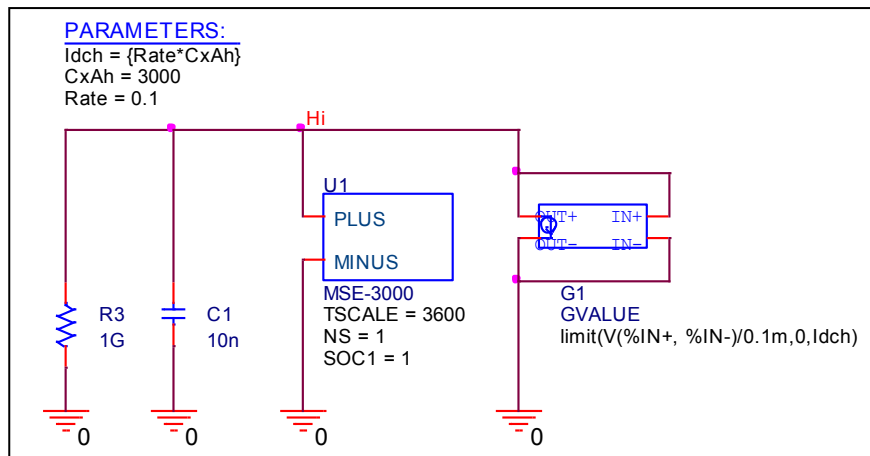 PARAMETERS:
Idch = {Rate*CxAh}
CxAh = 3000
Rate = 0.1
Hi
U1
PLUS
MINUS
MSE-3000
TSCALE = 3600
NS = 1
SOC1 = 1
OUT+ IN+
OUT- IN-
G1
GVALUE
limit(V(%IN+, %IN-)/0.1m,0,Idch)
R3
1G
C1
10n
0
0
0
0